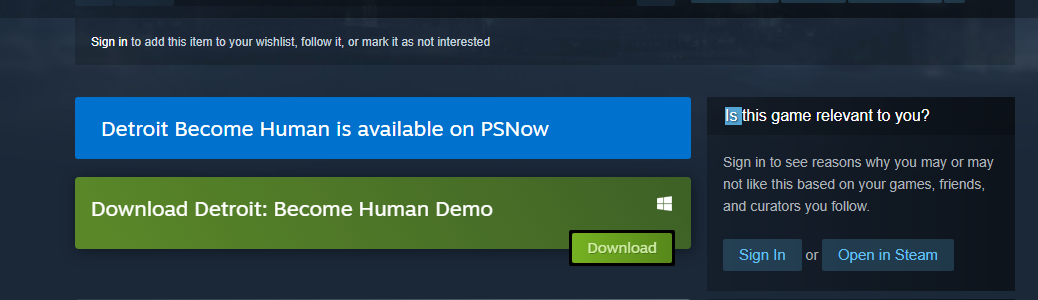 Sign in to add this item to your wishlist, follow it, or mark it as not interested
Detroit Become Human is available on PSNow
Download Detroit: Become Human Demo
Download
Is this game relevant to you?
Sign in to see reasons why you may or may
not like this based on your games, friends,
and curators you follow.
Sign In or Open in Steam